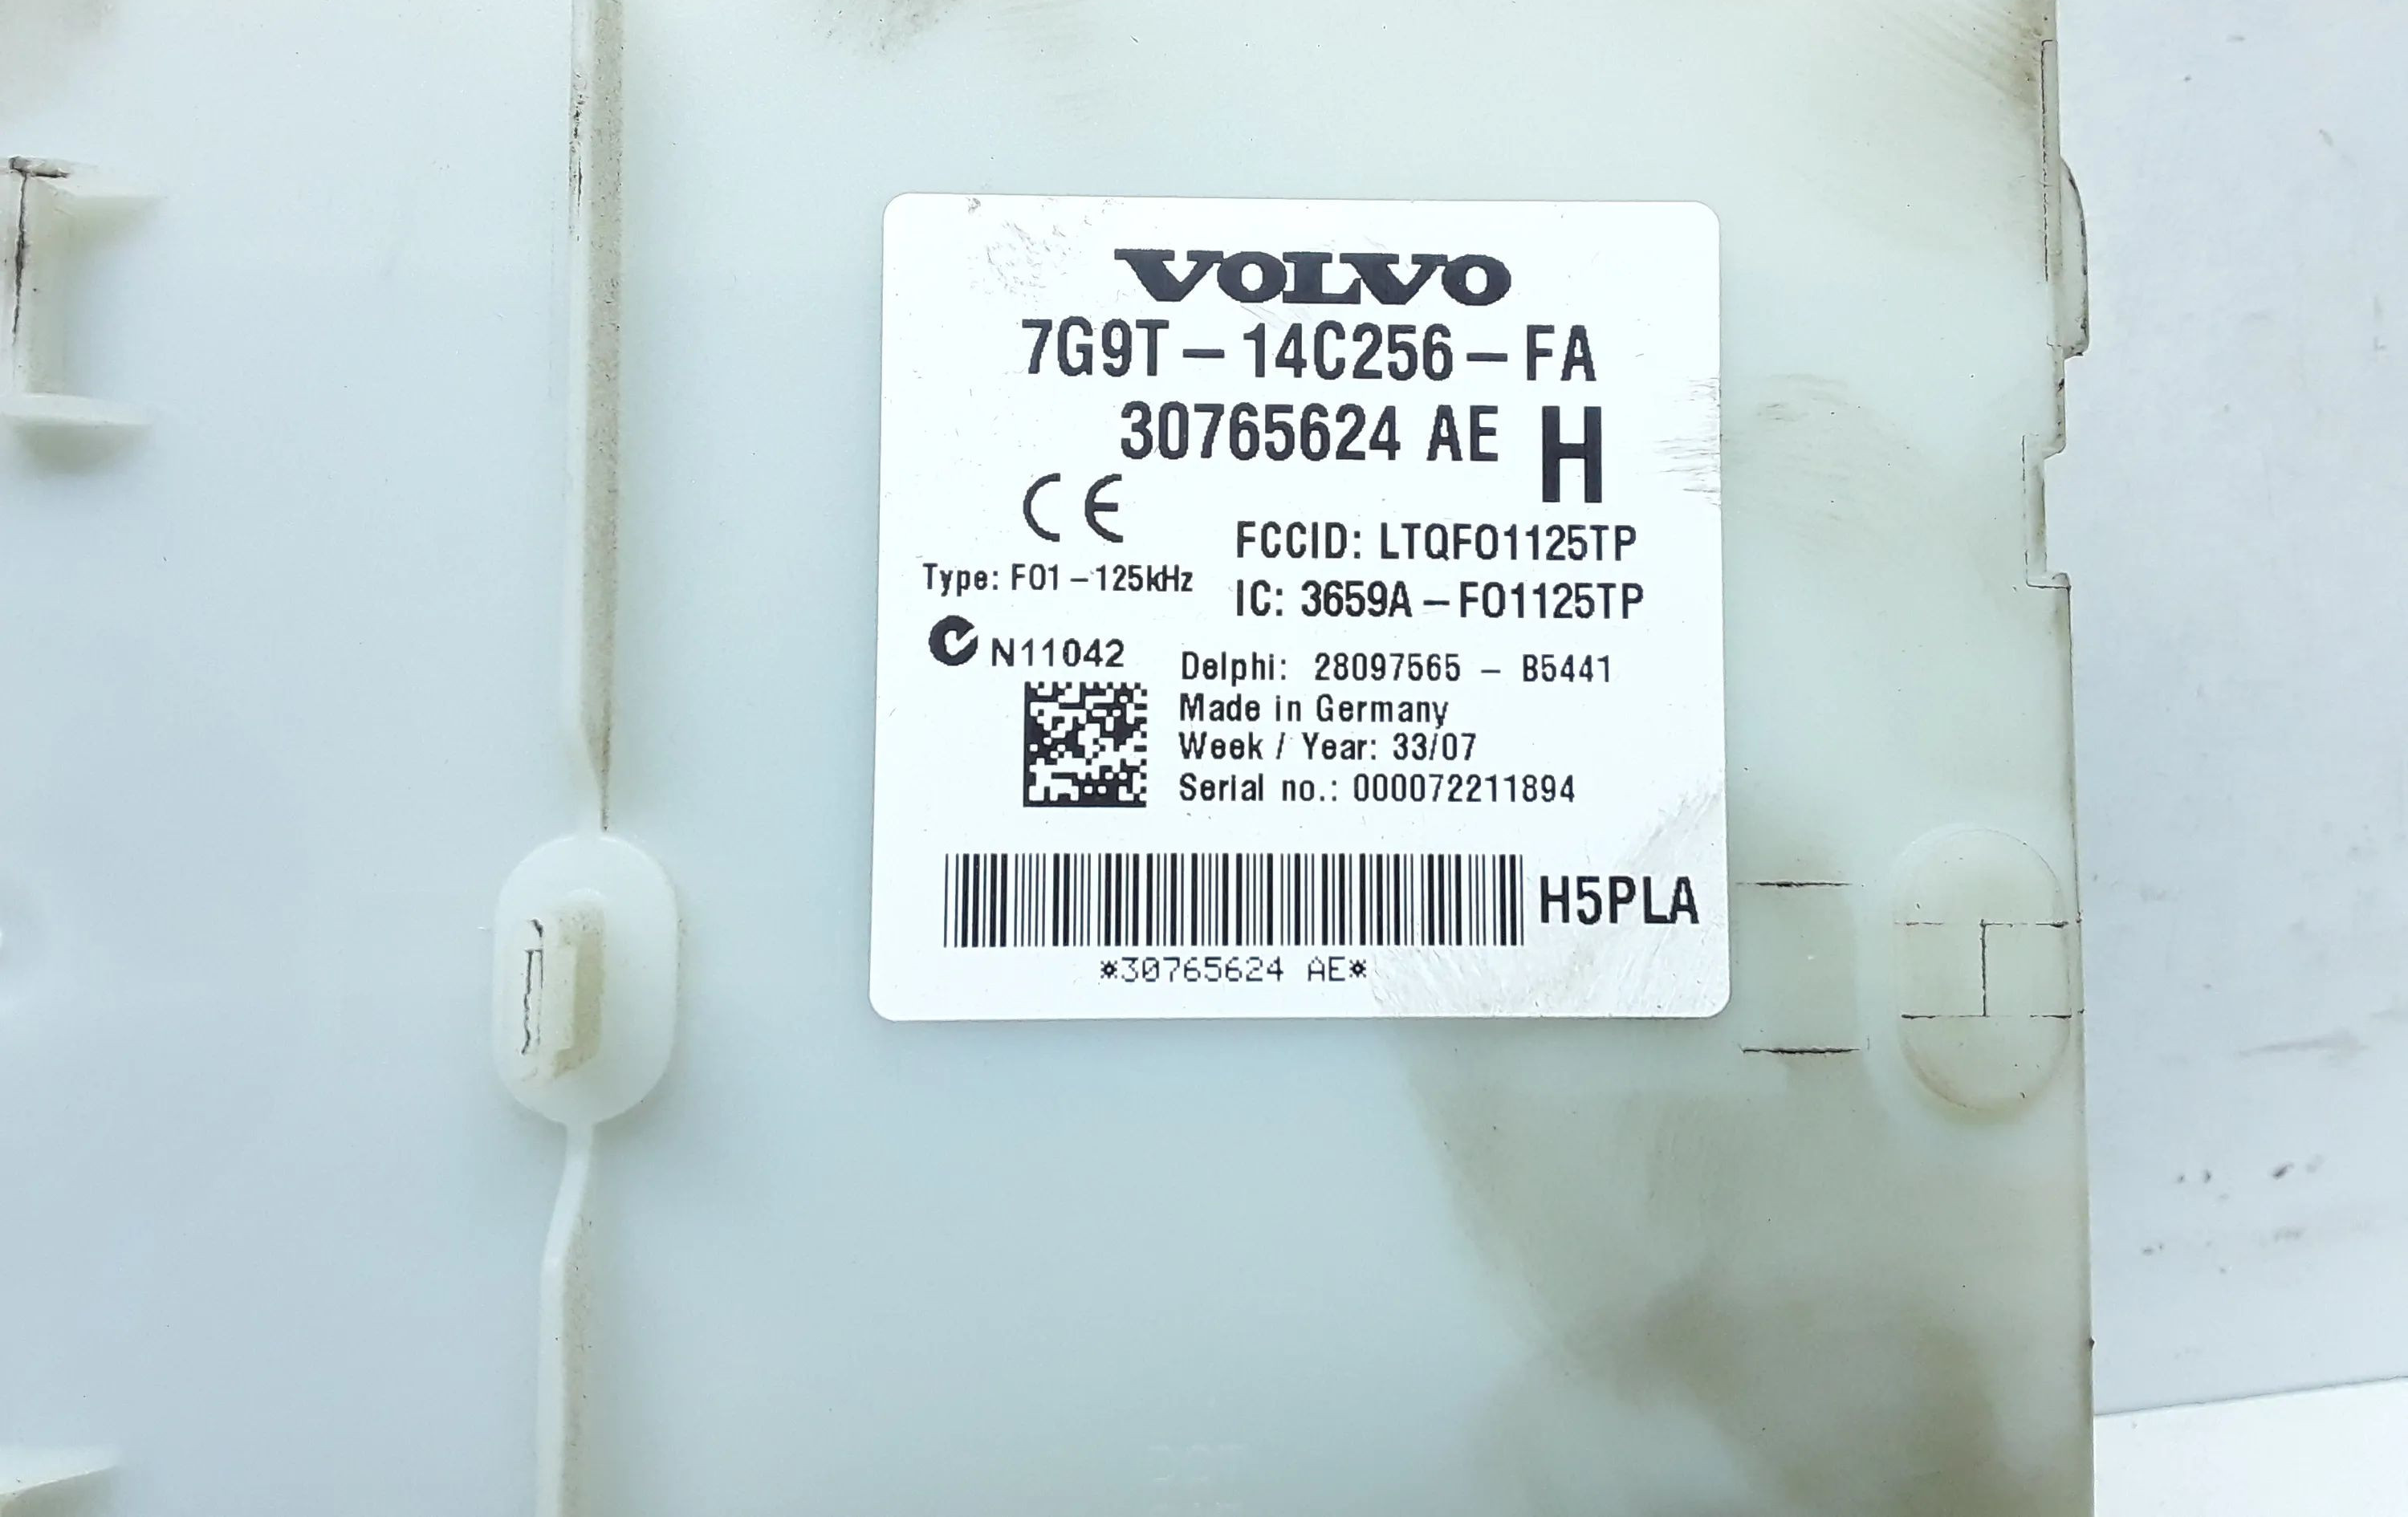 VOLVO
7G9T-14C256-FA
30765624 AE H
CE
FCCID: LTQFO1125TP
Type: FO1-125kHz
IC: 3659A-FO1125TP
N11042
Delphi: 28097565 - B5441
Made in Germany
Week / Year: 33/07
Serial no.: 000072211894
H5PLA
*30765624 AE*